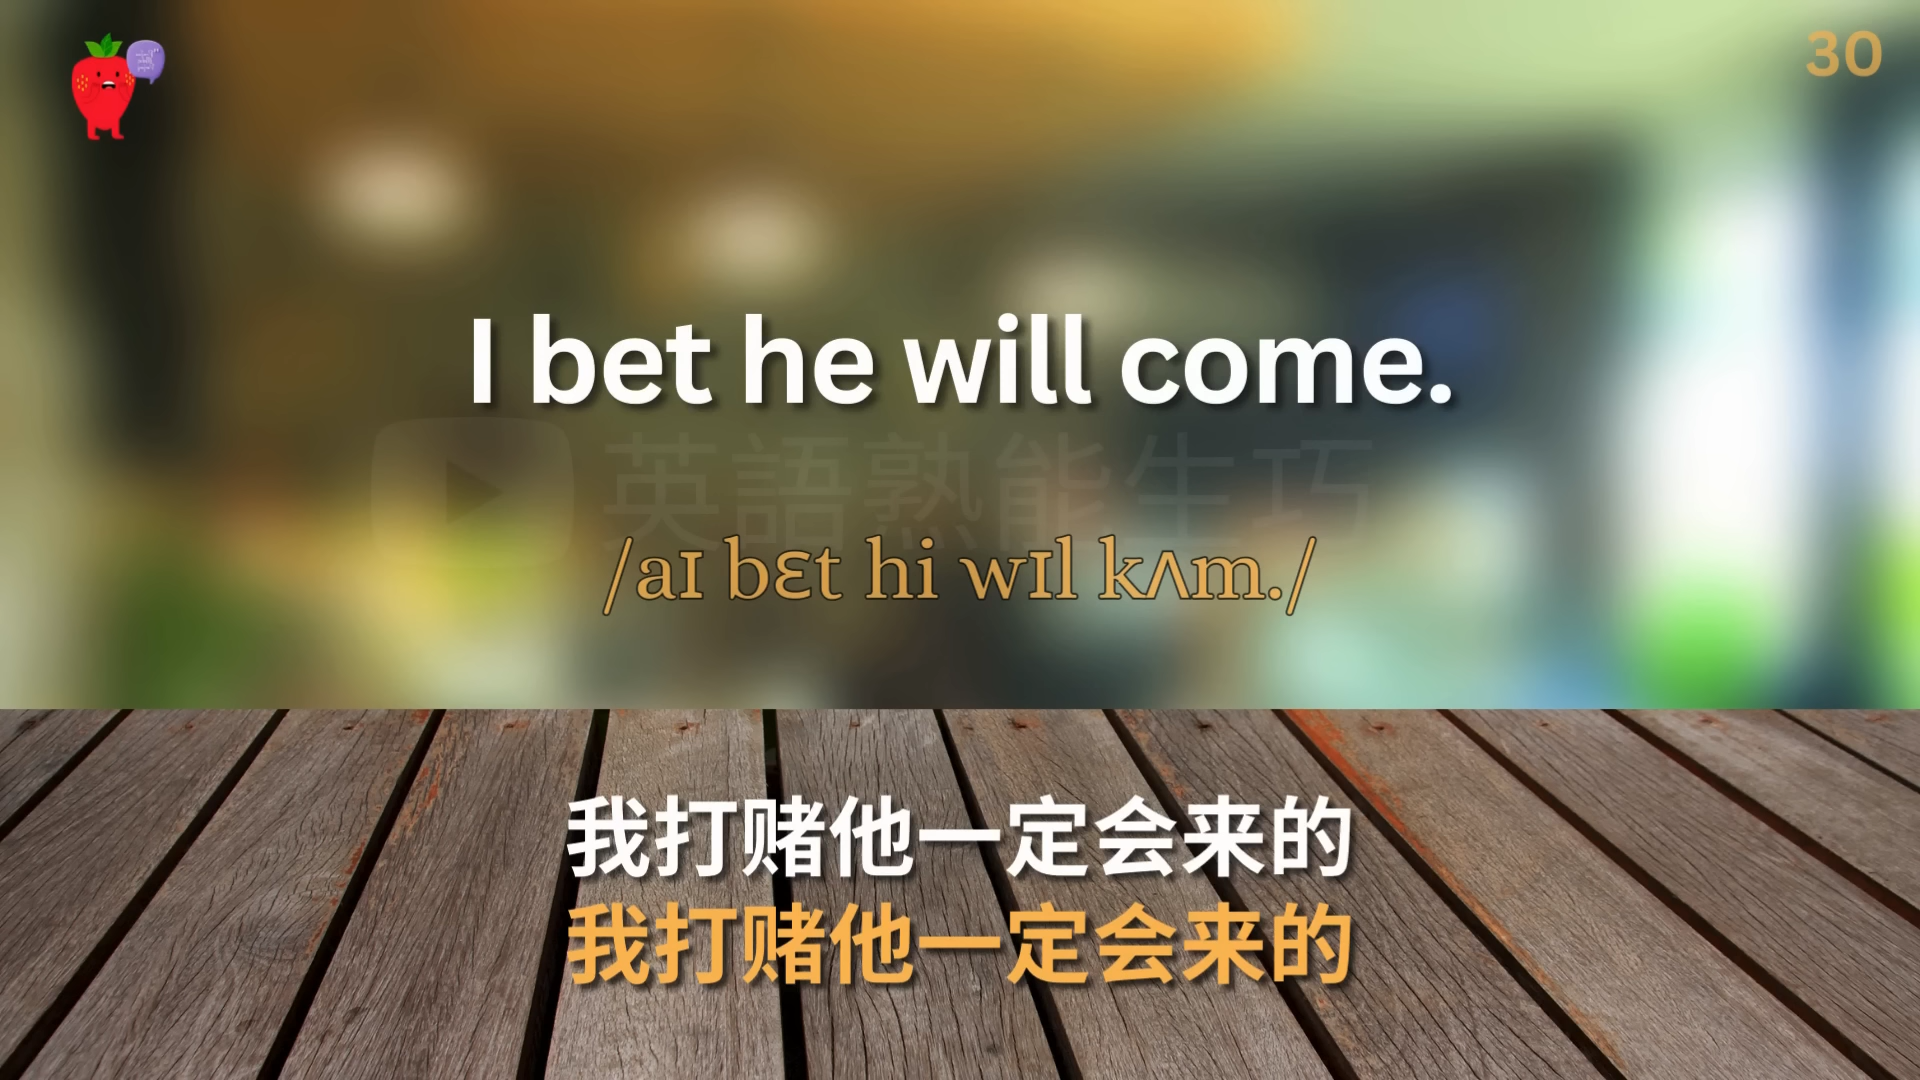 30
I bet he will come.
英語熟能生巧
/aɪ bɛt hi wɪl kʌm./
我打赌他一定会来的
我打赌他一定会来的